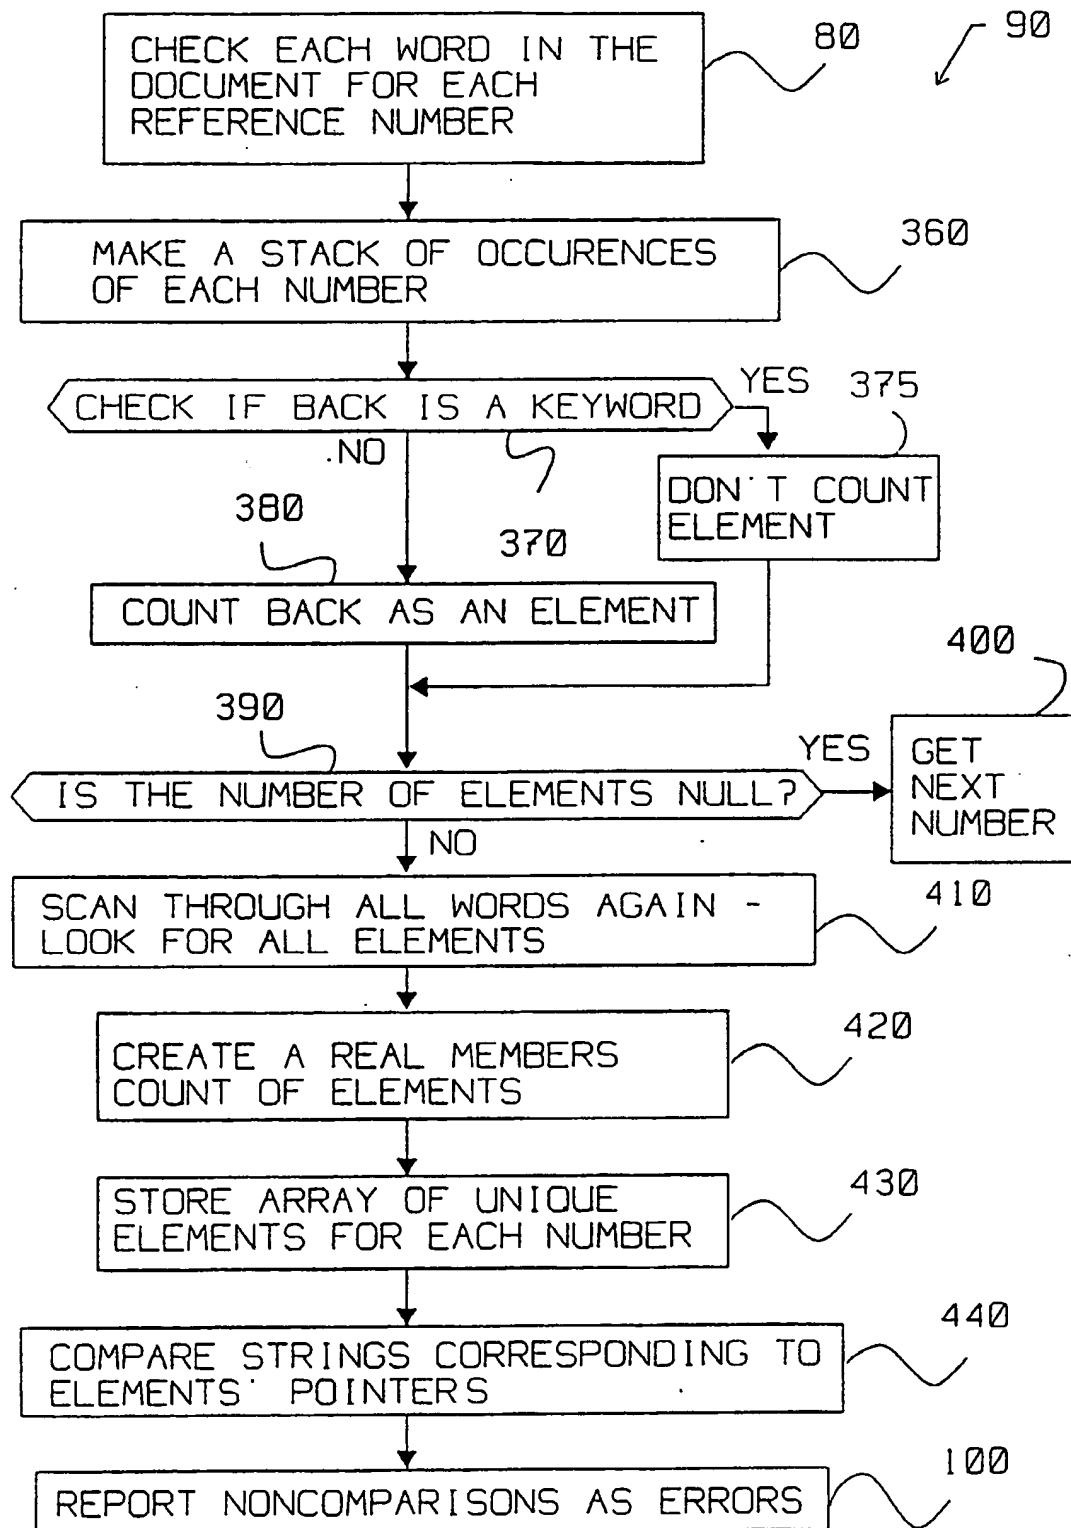 CHECK EACH WORD IN THE
DOCUMENT FOR EACH
REFERENCE NUMBER
80
90
MAKE A STACK OF OCCURENCES
OF EACH NUMBER
360
CHECK IF BACK IS A KEYWORD
YES
375
NO
370
DON'T COUNT
ELEMENT
380
COUNT BACK AS AN ELEMENT
400
390
YES
GET
NEXT
NUMBER
IS THE NUMBER OF ELEMENTS NULL?
NO
SCAN THROUGH ALL WORDS AGAIN -
LOOK FOR ALL ELEMENTS
410
CREATE A REAL MEMBERS
COUNT OF ELEMENTS
420
STORE ARRAY OF UNIQUE
ELEMENTS FOR EACH NUMBER
430
COMPARE STRINGS CORRESPONDING TO
ELEMENTS' POINTERS
440
REPORT NONCOMPARISONS AS ERRORS
100